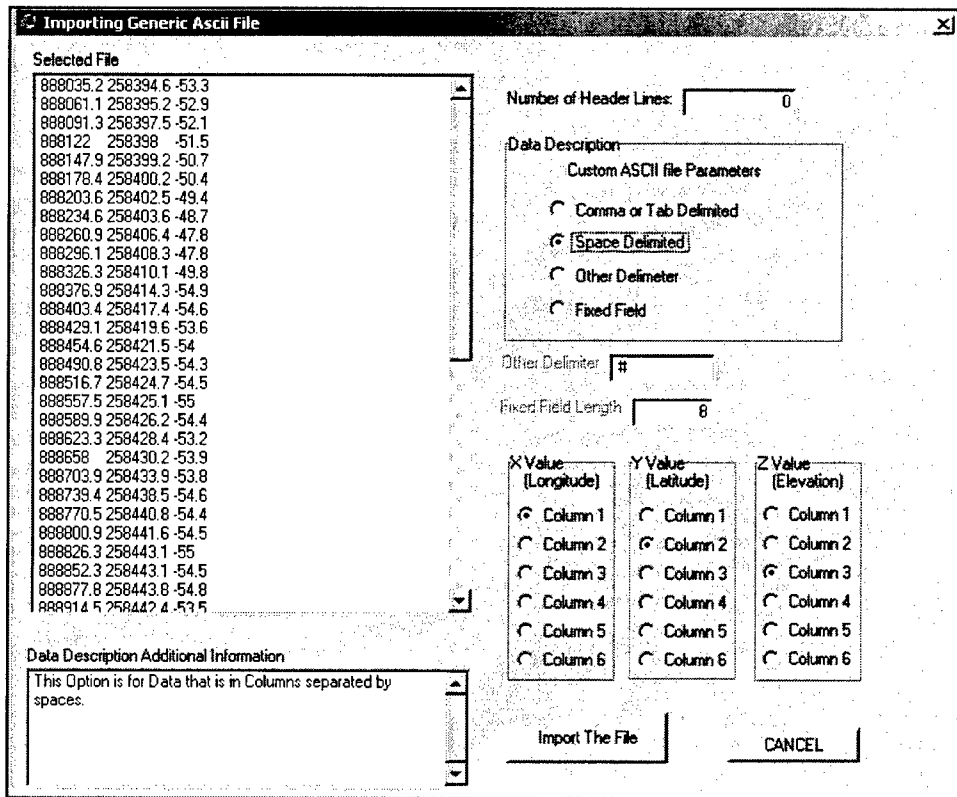 Importing Generic Ascii File
Selected File
888035.2 258394.6 -53.3
888061.1 258395.2 -52.9
888091.3 258397.5 -52.1
888122 258398 -51.5
888147.9 258399.2 -50.7
888178.4 258400.2 -50.4
888203.6 258402.5 -49.4
888234.6 258403.6 -48.7
888260.9 258406.4 -47.8
888296.1 258408.3 -47.8
888326.3 258410.1 -49.8
888376.9 258414.3 -54.9
888403.4 258417.4 -54.6
888429.1 258419.6 -53.6
888454.6 258421.5 -54
888490.8 258423.5 -54.3
888516.7 258424.7 -54.5
888557.5 258425.1 -55
888589.9 258426.2 -54.4
888623.3 258428.4 -53.2
888658 258430.2 -53.9
888703.9 258433.9 -53.8
888739.4 258438.5 -54.6
888770.5 258440.8 -54.4
888800.9 258441.6 -54.5
888826.3 258443.1 -55
888852.3 258443.1 -54.5
888877.8 258443.8 -54.8
888914.5 258442.4 -53.5
Data Description Additional Information
This Option is for Data that is in Columns separated by
spaces.
Number of Header Lines: 0
Data Description
Custom ASCII file Parameters
Comma or Tab Delimited
Space Delimited
Other Delimeter
Fixed Field
Other Delimiter #
Fixed Field Length 8
X Value
(Longitude)
Column 1
Column 2
Column 3
Column 4
Column 5
Column 6
Y Value
(Latitude)
Column 1
Column 2
Column 3
Column 4
Column 5
Column 6
Z Value
(Elevation)
Column 1
Column 2
Column 3
Column 4
Column 5
Column 6
Import The File
CANCEL